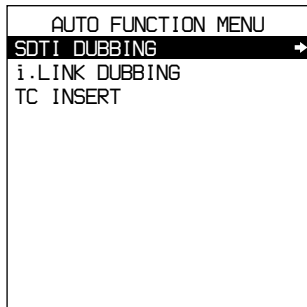 AUTO FUNCTION MENU
SDTI DUBBING
i.LINK DUBBING
TC INSERT